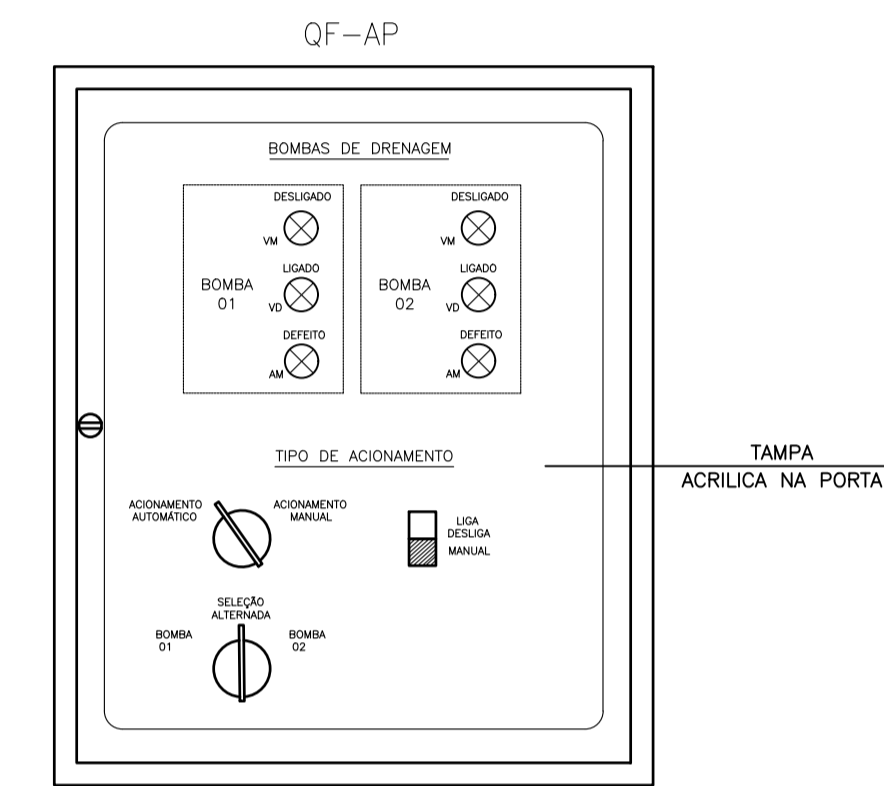 QF-AP
BOMBAS DE DRENAGEM
DESLIGADO
VM
LIGADO
BOMBA
01
VD
DEFEITO
AM
DESLIGADO
VM
LIGADO
BOMBA
02
VD
DEFEITO
AM
TIPO DE ACIONAMENTO
TAMPA
ACRILICA NA PORTA
ACIONAMENTO
AUTOMÁTICO
ACIONAMENTO
MANUAL
LIGA
DESLIGA
MANUAL
SELEÇÃO
ALTERNADA
BOMBA
01
BOMBA
02